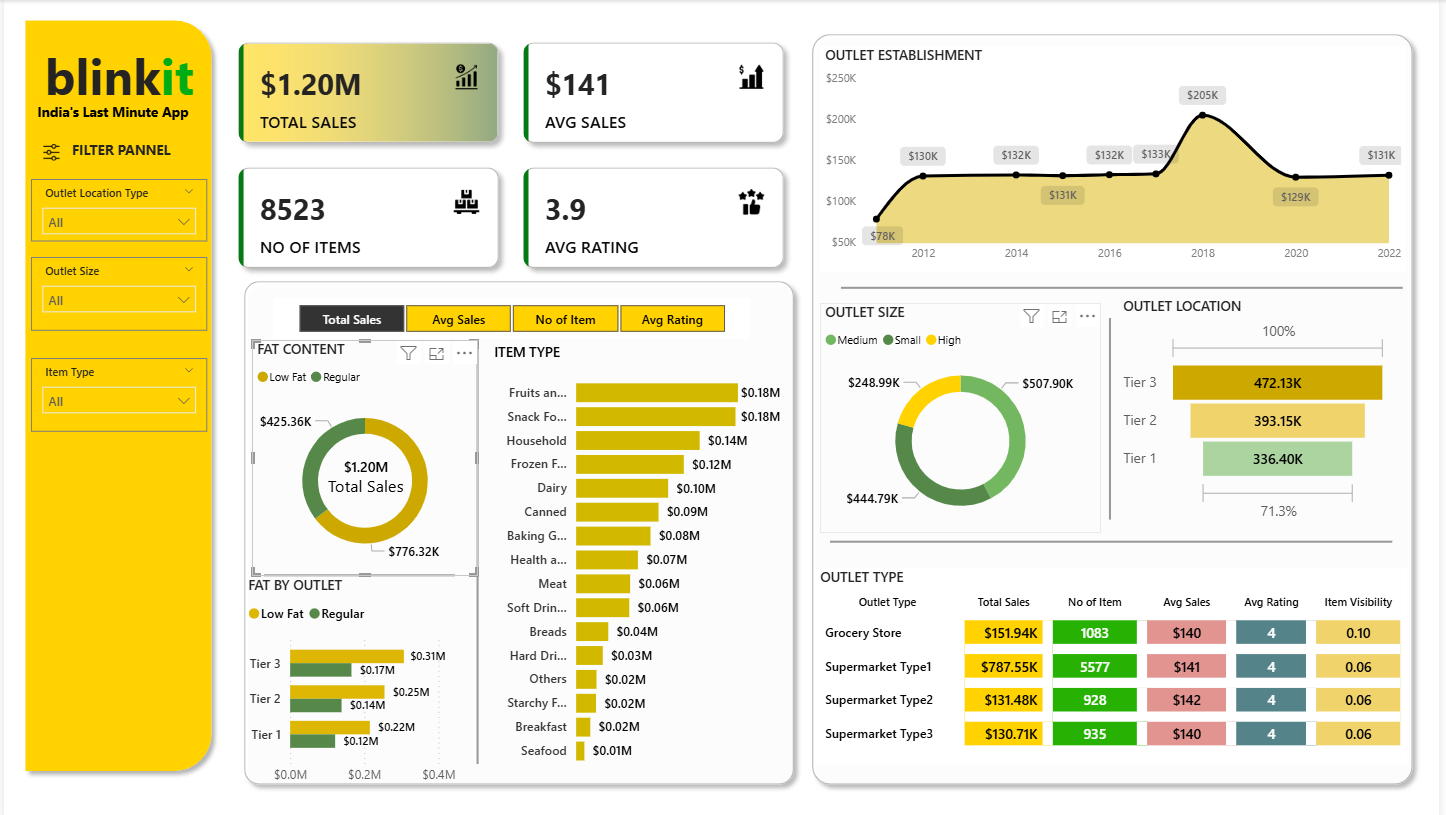 blinkit
India's Last Minute App
FILTER PANNEL
Outlet Location Type
All
Outlet Size
All
Item Type
All
$1.20M
TOTAL SALES
$141
AVG SALES
8523
NO OF ITEMS
3.9
AVG RATING
Total Sales
Avg Sales
No of Item
Avg Rating
FAT CONTENT
Low Fat Regular
$425.36K
$1.20M
Total Sales
$776.32K
FAT BY OUTLET
Low Fat Regular
Tier 3 $0.31M
$0.17M
Tier 2 $0.25M
$0.14M
Tier 1 $0.22M
$0.12M
$0.0M $0.2M $0.4M
ITEM TYPE
Fruits an... $0.18M
Snack Fo... $0.18M
Household $0.14M
Frozen F... $0.12M
Dairy $0.10M
Canned $0.09M
Baking G... $0.08M
Health a... $0.07M
Meat $0.06M
Soft Drin... $0.06M
Breads $0.04M
Hard Dri... $0.03M
Others $0.02M
Starchy F... $0.02M
Breakfast $0.02M
Seafood $0.01M
OUTLET ESTABLISHMENT
$250K
$200K
$150K
$100K
$50K
$78K
$130K
$132K
$131K
$132K
$133K
$205K
$129K
$131K
2012 2014 2016 2018 2020 2022
OUTLET SIZE
Medium Small High
$248.99K
$507.90K
$444.79K
OUTLET LOCATION
100%
Tier 3 472.13K
Tier 2 393.15K
Tier 1 336.40K
71.3%
OUTLET TYPE
Outlet Type Total Sales No of Item Avg Sales Avg Rating Item Visibility
Grocery Store $151.94K 1083 $140 4 0.10
Supermarket Type1 $787.55K 5577 $141 4 0.06
Supermarket Type2 $131.48K 928 $142 4 0.06
Supermarket Type3 $130.71K 935 $140 4 0.06